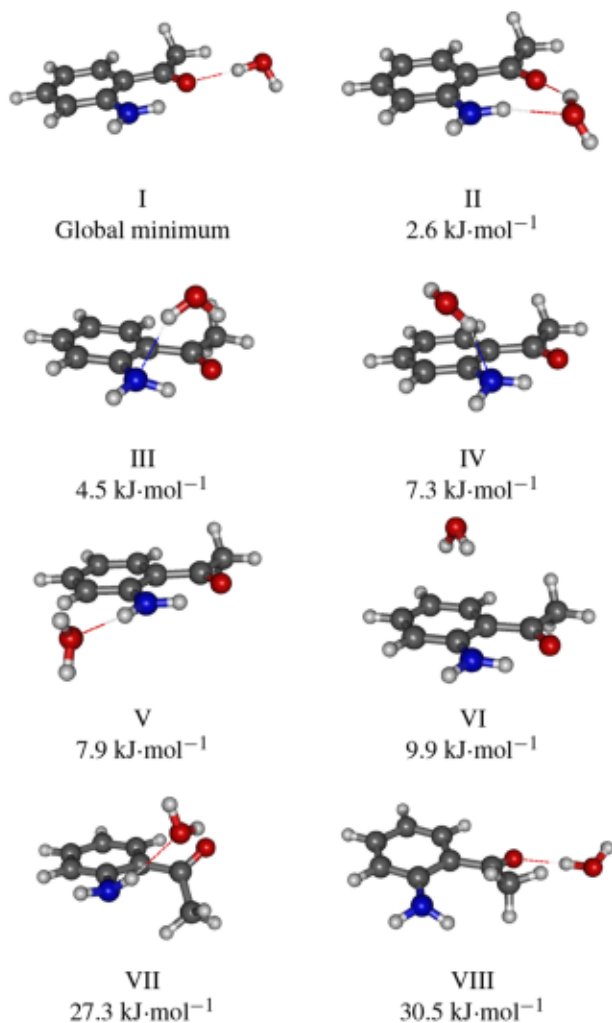 I
Global minimum
II
2.6 kJ·mol⁻¹
III
4.5 kJ·mol⁻¹
IV
7.3 kJ·mol⁻¹
V
7.9 kJ·mol⁻¹
VI
9.9 kJ·mol⁻¹
VII
27.3 kJ·mol⁻¹
VIII
30.5 kJ·mol⁻¹